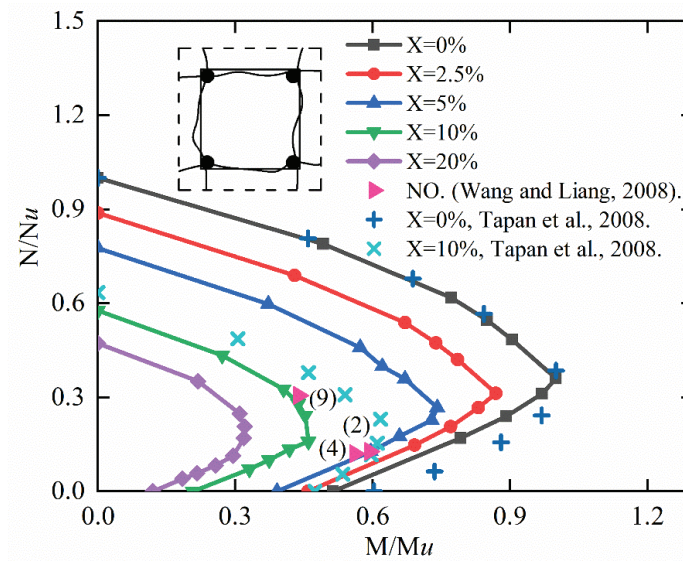 1.5
1.2
0.9
0.6
0.3
0.0
N/Nu
X=0%
X=2.5%
X=5%
X=10%
X=20%
NO. (Wang and Liang, 2008).
X=0%, Tapan et al., 2008.
X=10%, Tapan et al., 2008.
(9)
(2)
(4)
0.0 0.3 0.6 0.9 1.2
M/Mu